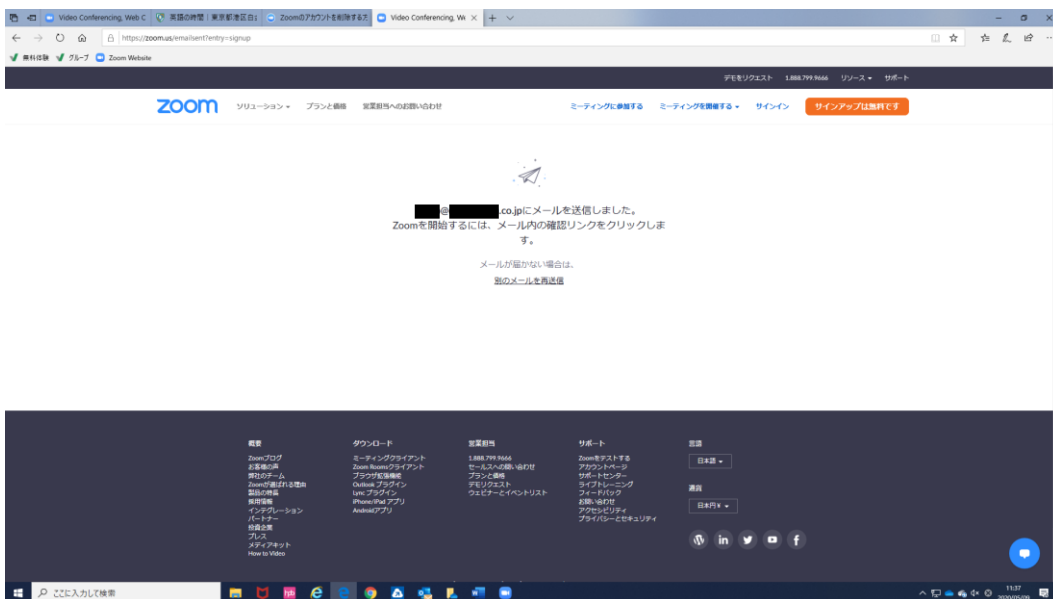 Video Conferencing, Web C
英語の時間｜東京都港区白
Zoomのアカウントを削除する方
Video Conferencing, We
https://zoom.us/emailsent?entry=signup
無料体験
グループ
Zoom Website
デモをリクエスト 1.888.799.9666 リソース サポート
zoom ソリューション プランと価格 営業担当へのお問い合わせ ミーティングに参加する ミーティングを開催する サインイン サインアップは無料です
@ .co.jpにメールを送信しました。
Zoomを開始するには、メール内の確認リンクをクリックしま
す。
メールが届かない場合は、
別のメールを再送信
概要
Zoomブログ
お客様の声
弊社のチーム
Zoomが選ばれる理由
製品の特長
採用情報
インテグレーション
パートナー
投資企業
プレス
メディアキット
How to Video
ダウンロード
ミーティングクライアント
Zoom Roomsクライアント
ブラウザ拡張機能
Outlook プラグイン
Lync プラグイン
iPhone/iPad アプリ
Androidアプリ
営業担当
1.888.799.9666
セールスへの問い合わせ
プランと価格
デモリクエスト
ウェビナーとイベントリスト
サポート
Zoomをテストする
アカウントページ
サポートセンター
ライブトレーニング
フィードバック
お問い合わせ
アクセシビリティ
プライバシーとセキュリティ
言語
日本語
通貨
日本円￥
ここに入力して検索
11:37
2020/05/09